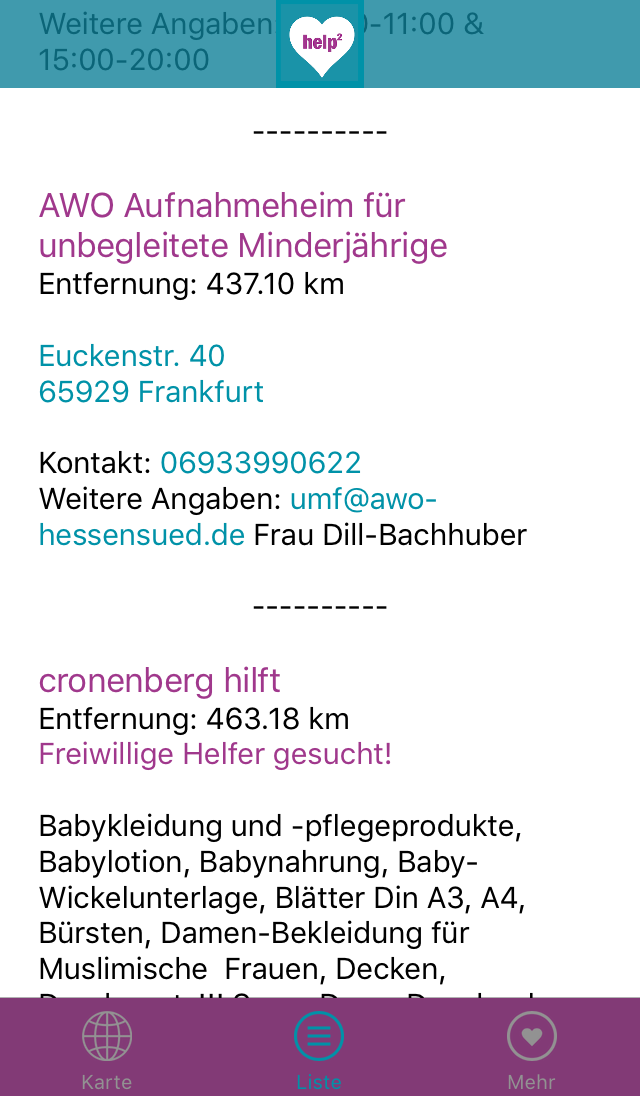 Weitere Angaben
-11:00 &
15:00-20:00
help²
----------
AWO Aufnahmeheim für
unbegleitete Minderjährige
Entfernung: 437.10 km
Euckenstr. 40
65929 Frankfurt
Kontakt: 06933990622
Weitere Angaben: umf@awo-
hessensued.de Frau Dill-Bachhuber
----------
cronenberg hilft
Entfernung: 463.18 km
Freiwillige Helfer gesucht!
Babykleidung und -pflegeprodukte,
Babylotion, Babynahrung, Baby-
Wickelunterlage, Blätter Din A3, A4,
Bürsten, Damen-Bekleidung für
Muslimische  Frauen, Decken,
Karte
Liste
Mehr